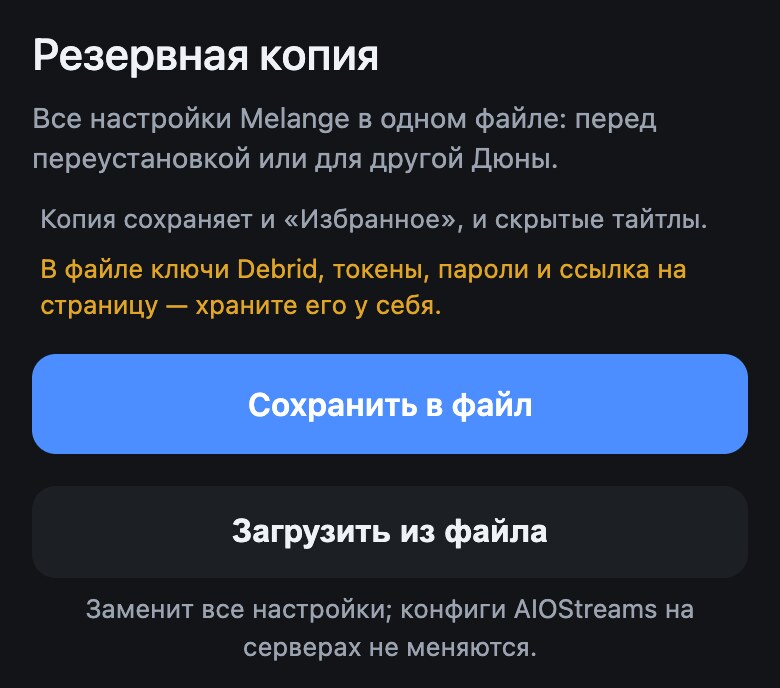 Резервная копия
Все настройки Melange в одном файле: перед
переустановкой или для другой Дюны.
Копия сохраняет и «Избранное», и скрытые тайтлы.
В файле ключи Debrid, токены, пароли и ссылка на
страницу — храните его у себя.
Сохранить в файл
Загрузить из файла
Заменит все настройки; конфиги AIOStreams на
серверах не меняются.